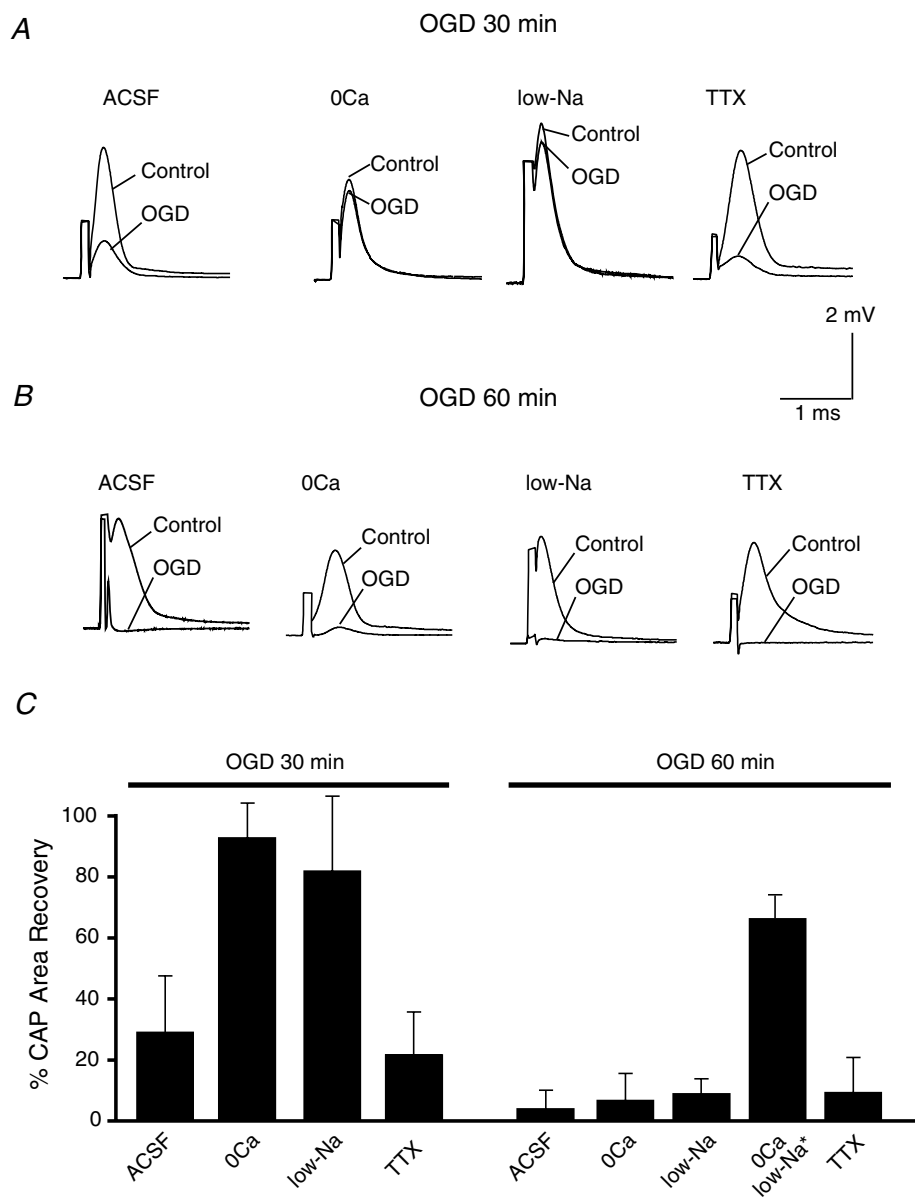 A
OGD 30 min
ACSF
0Ca
low-Na
TTX
Control
OGD
Control
OGD
Control
OGD
Control
OGD
2 mV
1 ms
B
OGD 60 min
ACSF
0Ca
low-Na
TTX
Control
OGD
Control
OGD
Control
OGD
Control
OGD
C
OGD 30 min
OGD 60 min
% CAP Area Recovery
100
80
60
40
20
0
ACSF
0Ca
low-Na
TTX
ACSF
0Ca
low-Na
0Ca
low-Na*
TTX